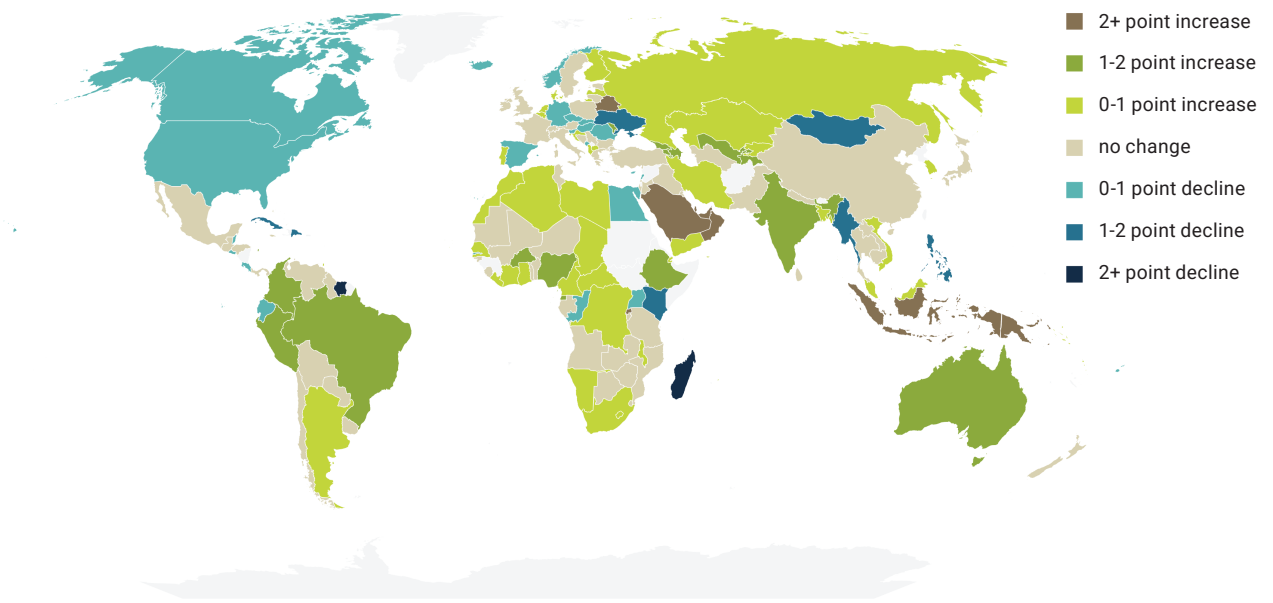 2+ point increase
1-2 point increase
0-1 point increase
no change
0-1 point decline
1-2 point decline
2+ point decline